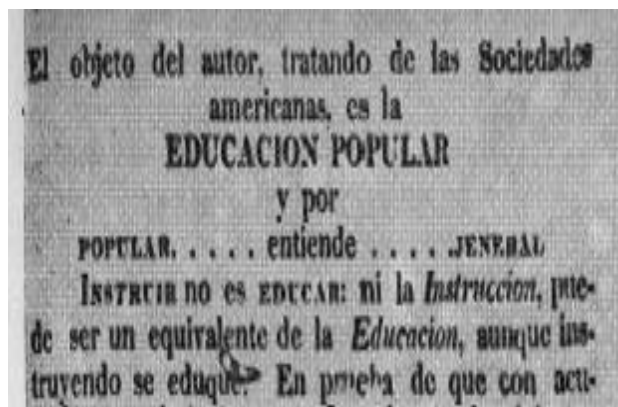 El objeto del autor, tratando de las Sociedades
americanas, es la
EDUCACION POPULAR
y por
POPULAR. . . . . entiende . . . . .JENERAL
INSTRUIR no es EDUCAR: ni la Instruccion, pue-
de ser un equivalente de la Educacion, aunque ins-
truyendo se eduque. En prueba de que con acu-